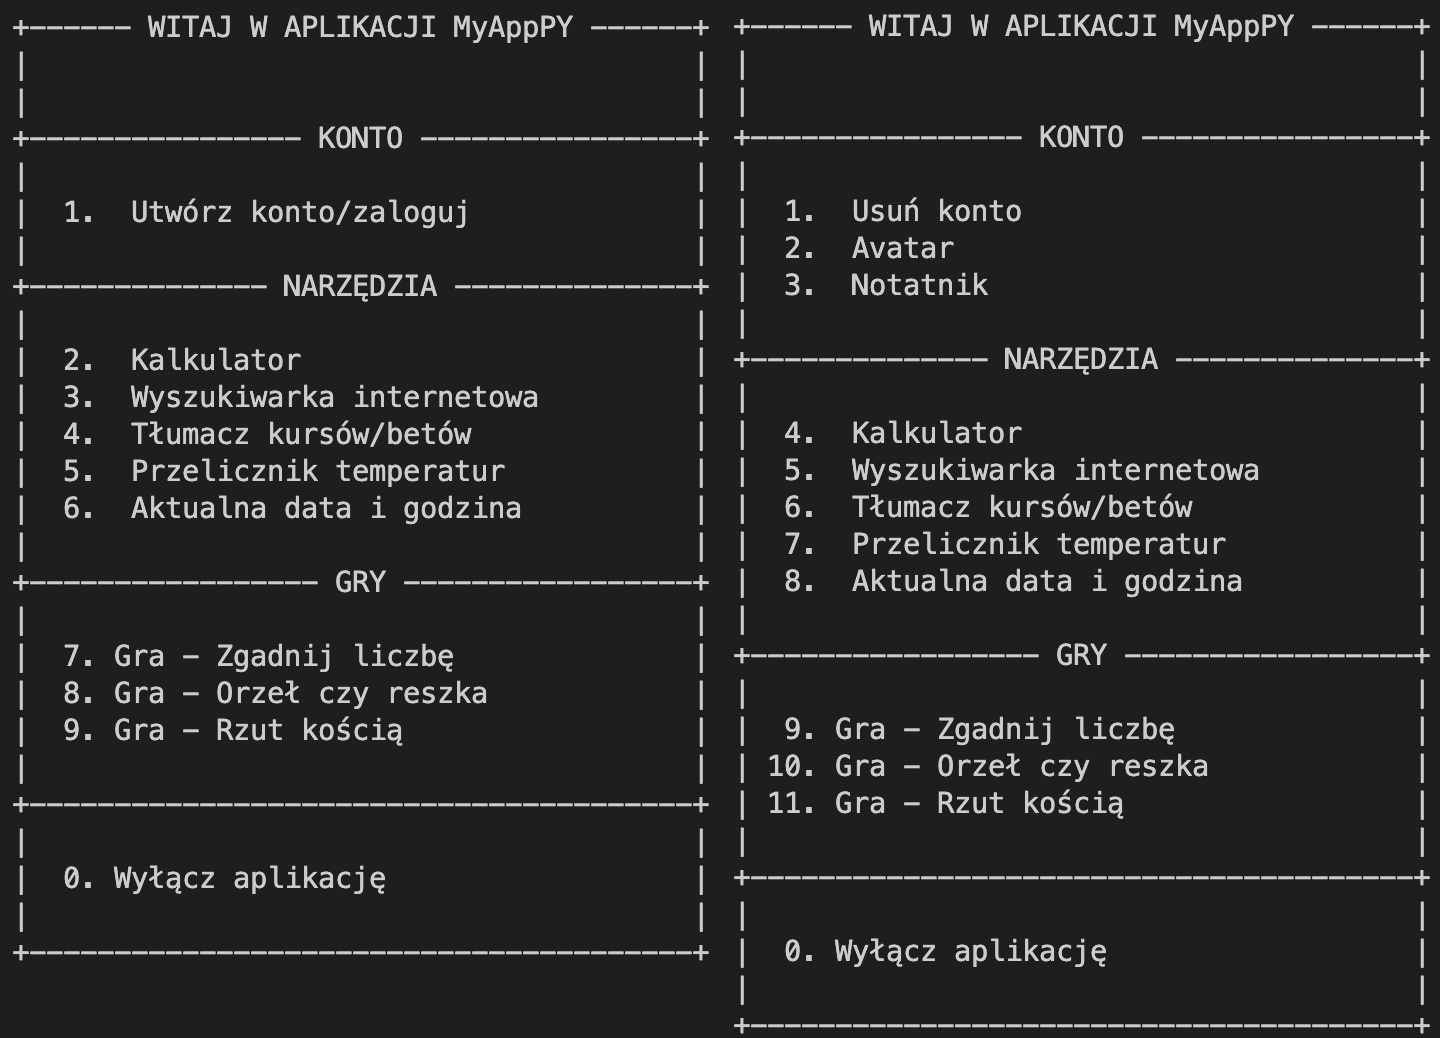 WITAJ W APLIKACJI MyAppPY
KONTO
1. Utwórz konto/zaloguj
NARZĘDZIA
2. Kalkulator
3. Wyszukiwarka internetowa
4. Tłumacz kursów/betów
5. Przelicznik temperatur
6. Aktualna data i godzina
GRY
7. Gra – Zgadnij liczbę
8. Gra – Orzeł czy reszka
9. Gra – Rzut kością
0. Wyłącz aplikację
WITAJ W APLIKACJI MyAppPY
KONTO
1. Usuń konto
2. Avatar
3. Notatnik
NARZĘDZIA
4. Kalkulator
5. Wyszukiwarka internetowa
6. Tłumacz kursów/betów
7. Przelicznik temperatur
8. Aktualna data i godzina
GRY
9. Gra – Zgadnij liczbę
10. Gra – Orzeł czy reszka
11. Gra – Rzut kością
0. Wyłącz aplikację